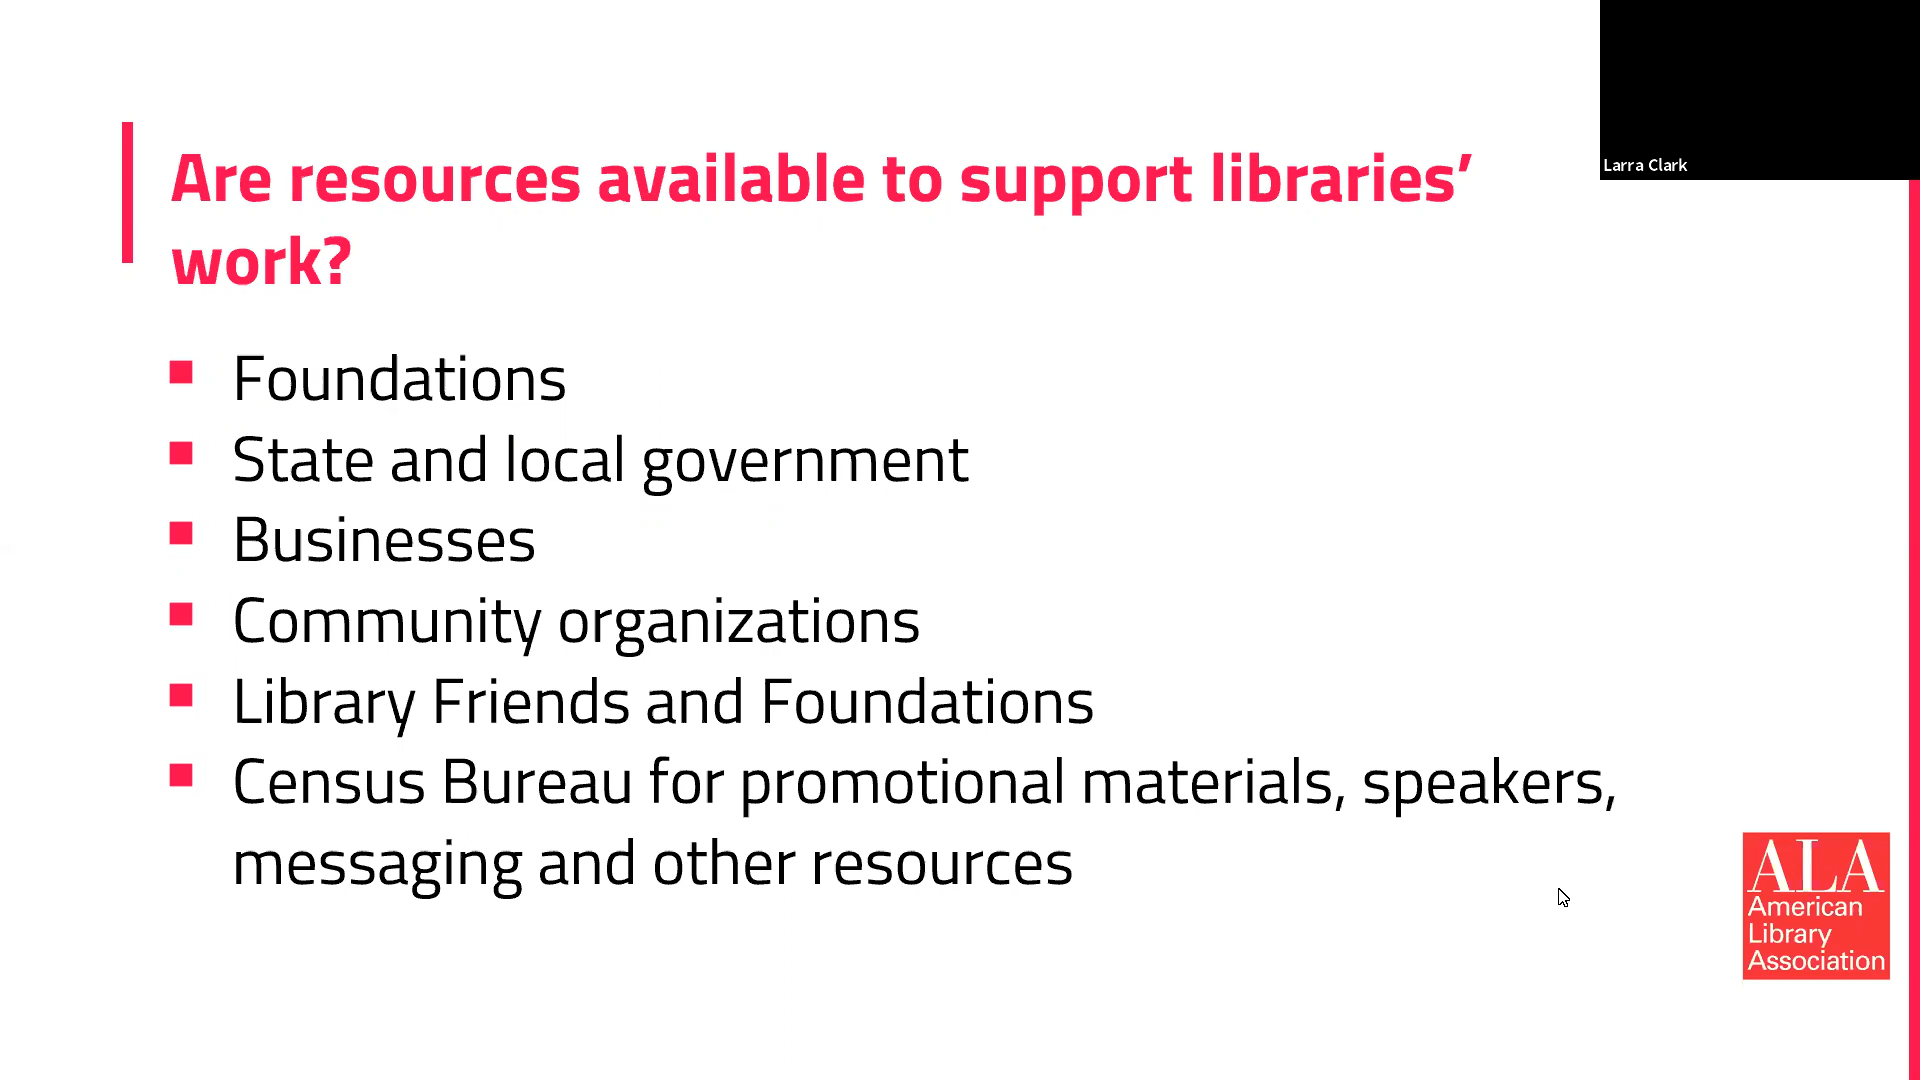 Larra Clark
Are resources available to support libraries’
work?
Foundations
State and local government
Businesses
Community organizations
Library Friends and Foundations
Census Bureau for promotional materials, speakers,
messaging and other resources
ALA
American
Library
Association